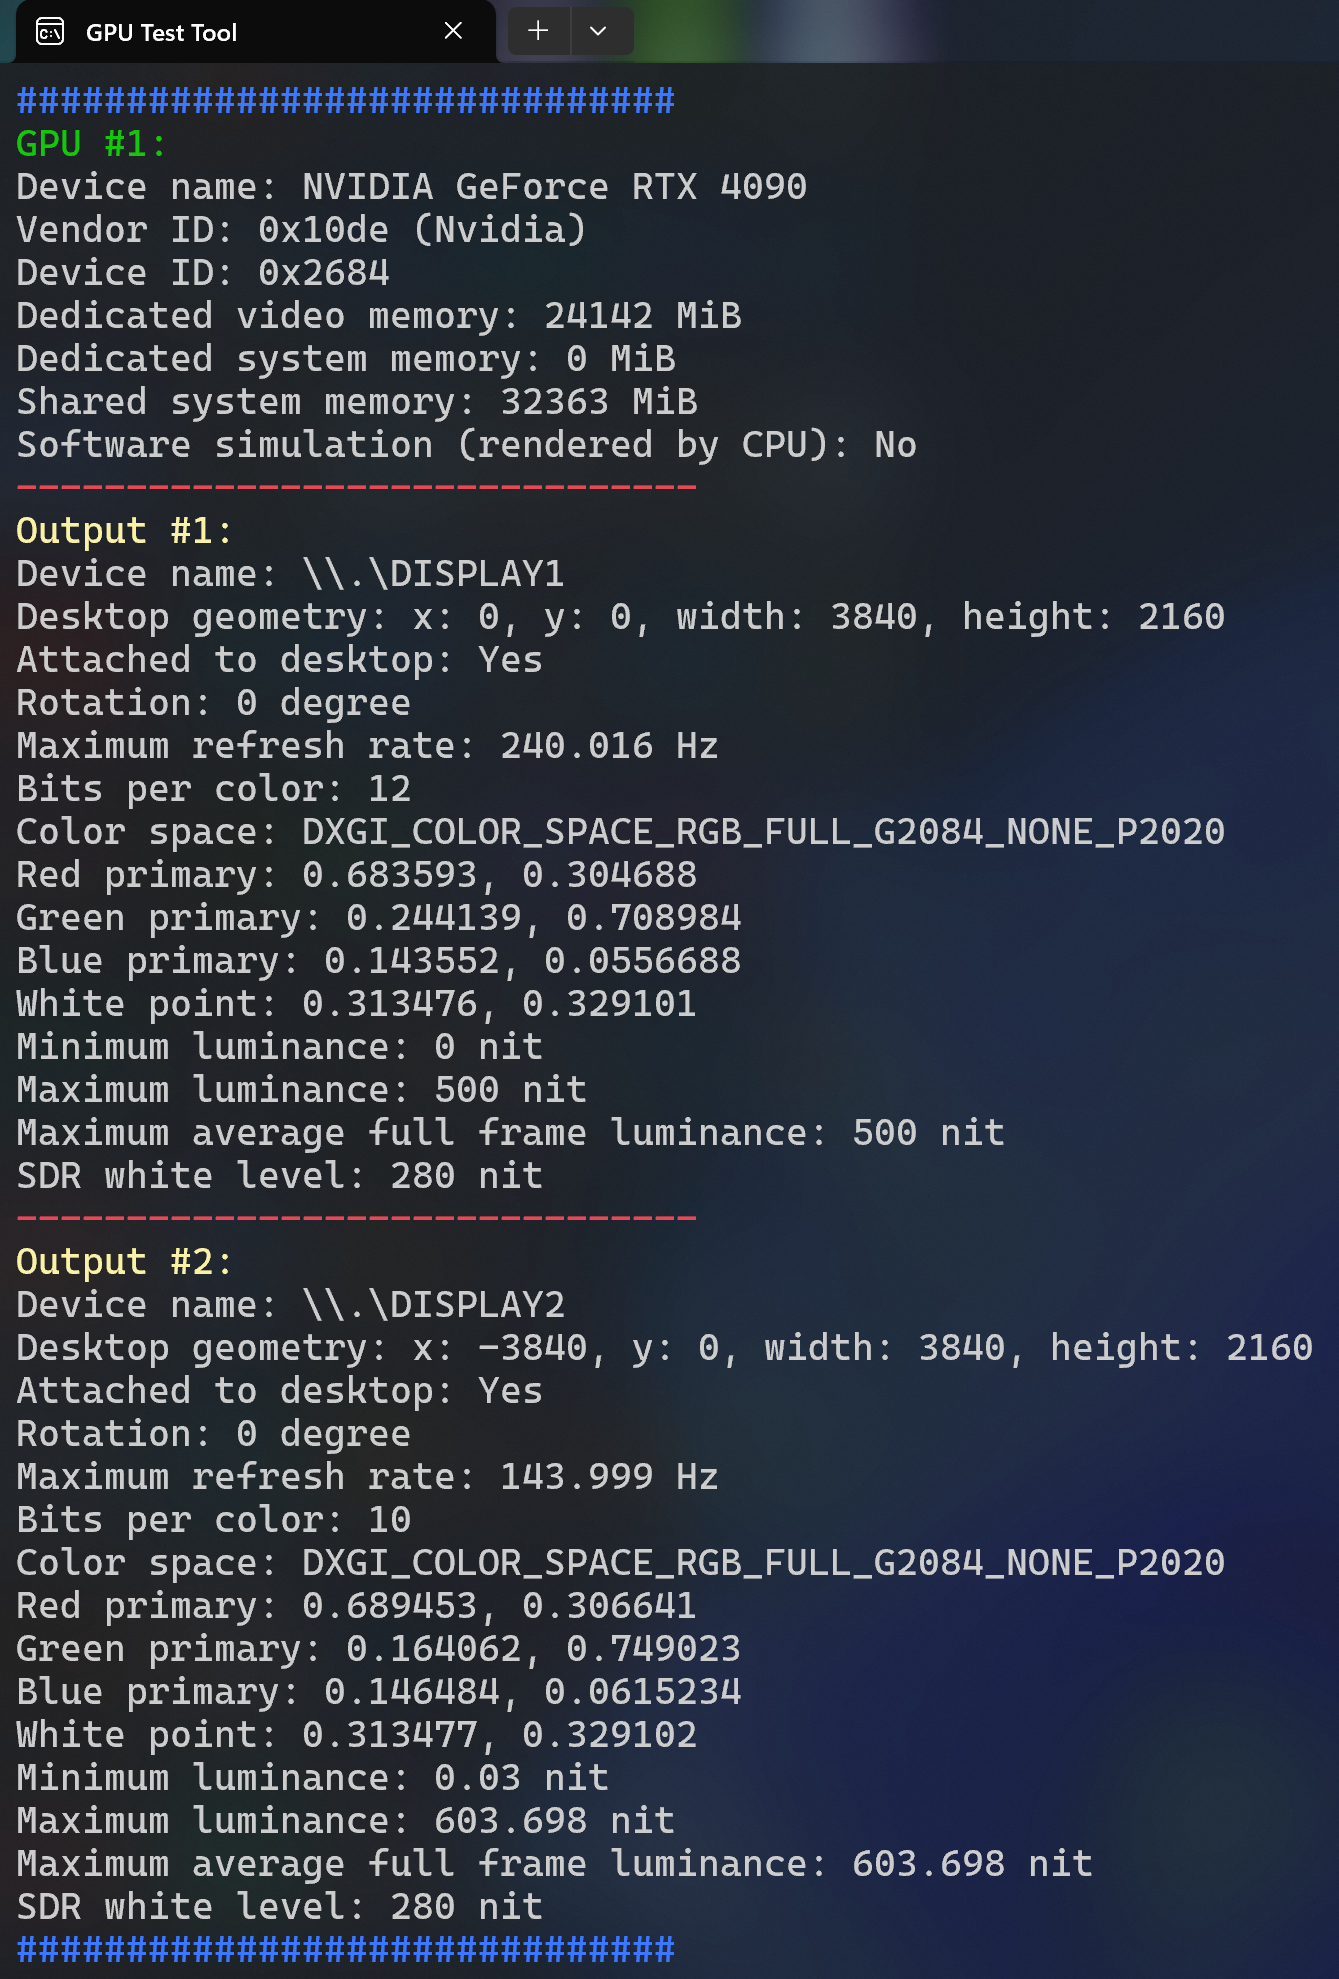 GPU Test Tool
##############################
GPU #1:
Device name: NVIDIA GeForce RTX 4090
Vendor ID: 0x10de (Nvidia)
Device ID: 0x2684
Dedicated video memory: 24142 MiB
Dedicated system memory: 0 MiB
Shared system memory: 32363 MiB
Software simulation (rendered by CPU): No
-------------------------------
Output #1:
Device name: \\.\DISPLAY1
Desktop geometry: x: 0, y: 0, width: 3840, height: 2160
Attached to desktop: Yes
Rotation: 0 degree
Maximum refresh rate: 240.016 Hz
Bits per color: 12
Color space: DXGI_COLOR_SPACE_RGB_FULL_G2084_NONE_P2020
Red primary: 0.683593, 0.304688
Green primary: 0.244139, 0.708984
Blue primary: 0.143552, 0.0556688
White point: 0.313476, 0.329101
Minimum luminance: 0 nit
Maximum luminance: 500 nit
Maximum average full frame luminance: 500 nit
SDR white level: 280 nit
-------------------------------
Output #2:
Device name: \\.\DISPLAY2
Desktop geometry: x: -3840, y: 0, width: 3840, height: 2160
Attached to desktop: Yes
Rotation: 0 degree
Maximum refresh rate: 143.999 Hz
Bits per color: 10
Color space: DXGI_COLOR_SPACE_RGB_FULL_G2084_NONE_P2020
Red primary: 0.689453, 0.306641
Green primary: 0.164062, 0.749023
Blue primary: 0.146484, 0.0615234
White point: 0.313477, 0.329102
Minimum luminance: 0.03 nit
Maximum luminance: 603.698 nit
Maximum average full frame luminance: 603.698 nit
SDR white level: 280 nit
##############################